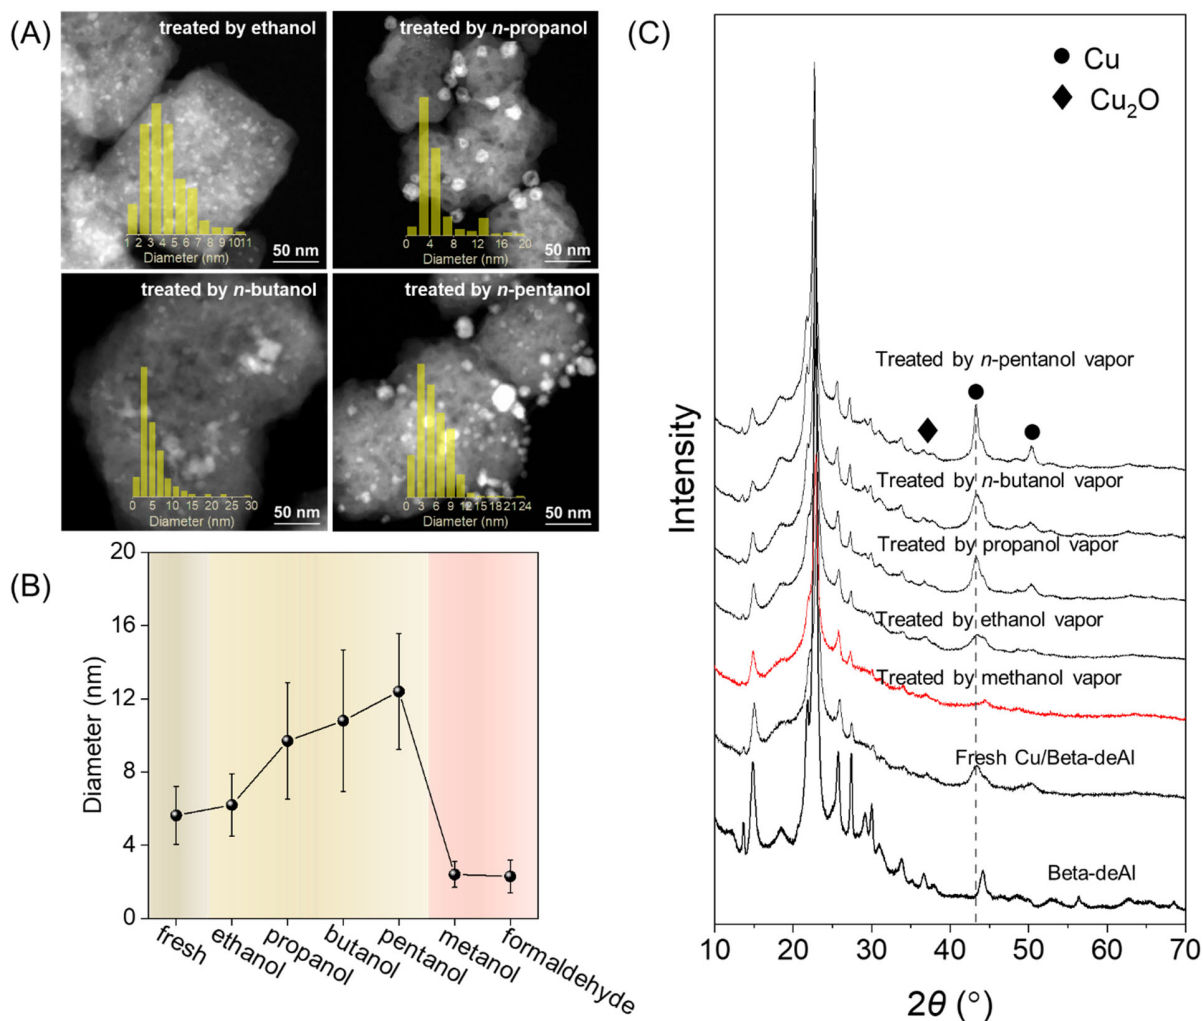 (A)
treated by ethanol
1 2 3 4 5 6 7 8 9 1011
Diameter (nm)
50 nm
treated by n-propanol
0 4 8 12 16 20
Diameter (nm)
50 nm
treated by n-butanol
0 5 10 15 20 25 30
Diameter (nm)
50 nm
treated by n-pentanol
0 3 6 9 12 15 18 21 24
Diameter (nm)
50 nm
(B)
Diameter (nm)
20
16
12
8
4
0
fresh
ethanol
propanol
butanol
pentanol
metanol
formaldehyde
(C)
Cu
Cu₂O
Intensity
Treated by n-pentanol vapor
Treated by n-butanol vapor
Treated by propanol vapor
Treated by ethanol vapor
Treated by methanol vapor
Fresh Cu/Beta-deAl
Beta-deAl
10 20 30 40 50 60 70
2θ (°)